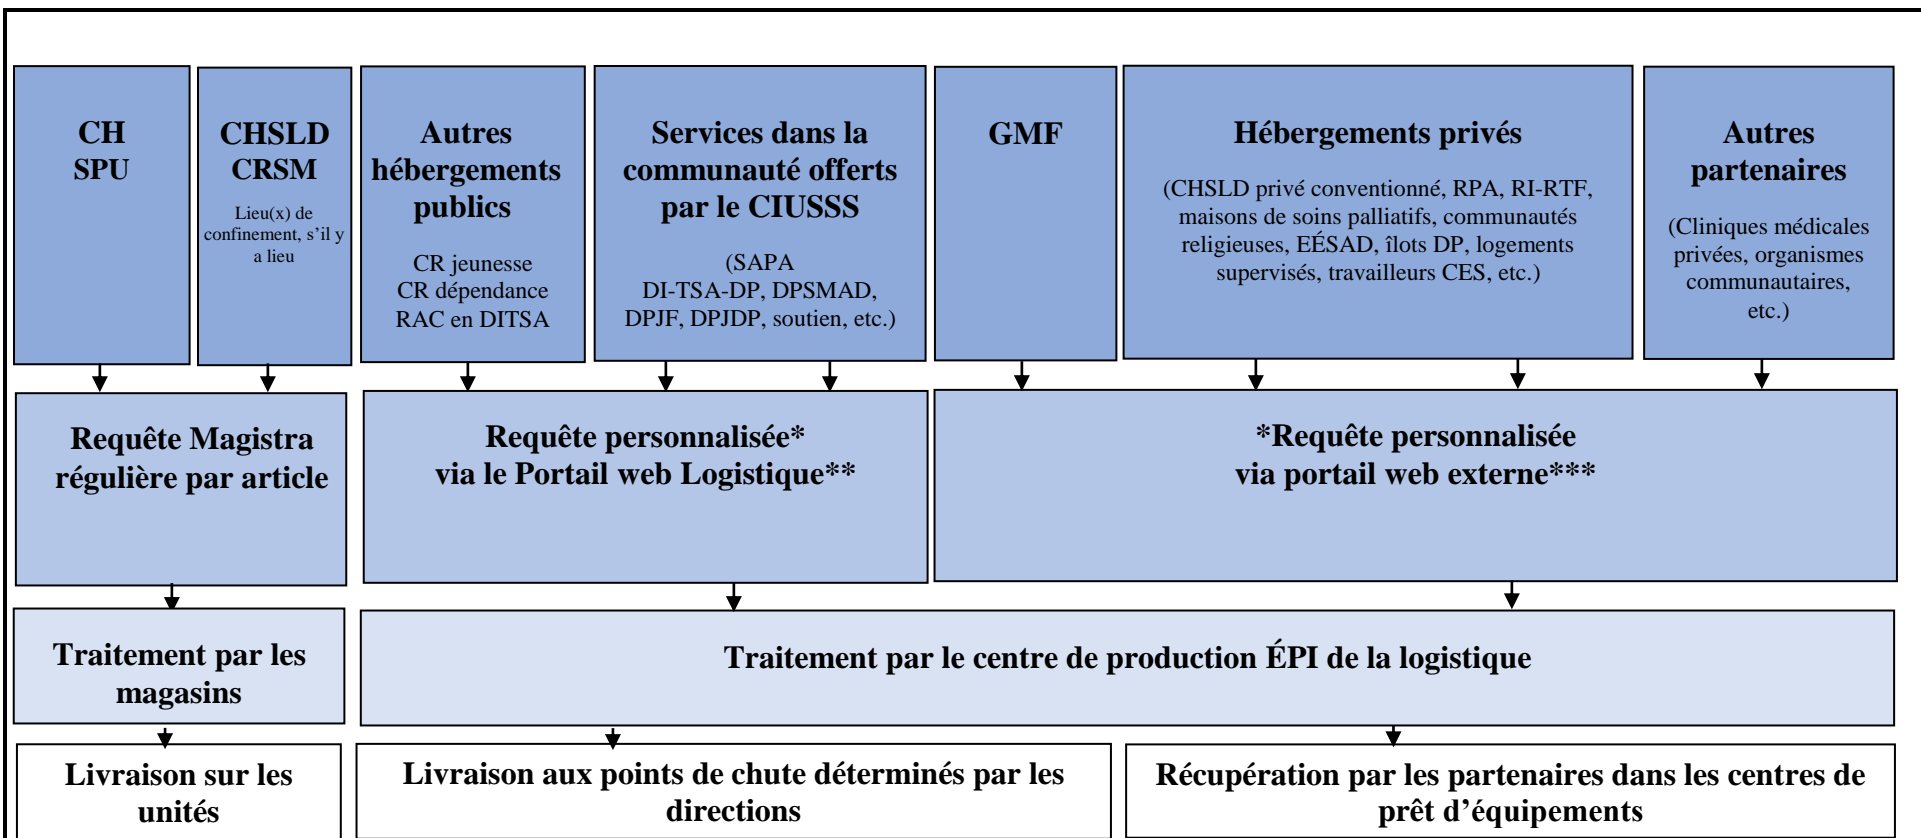 CH
SPU
CHSLD
CRSM
Lieu(x) de
confinement, s’il y
a lieu
Autres
hébergements
publics
CR jeunesse
CR dépendance
RAC en DITSA
Services dans la
communauté offerts
par le CIUSSS
(SAPA
DI-TSA-DP, DPSMAD,
DPJF, DPJDP, soutien, etc.)
GMF
Hébergements privés
(CHSLD privé conventionné, RPA, RI-RTF,
maisons de soins palliatifs, communautés
religieuses, EÉSAD, îlots DP, logements
supervisés, travailleurs CES, etc.)
Autres
partenaires
(Cliniques médicales
privées, organismes
communautaires,
etc.)
Requête Magistra
régulière par article
Requête personnalisée*
via le Portail web Logistique**
*Requête personnalisée
via portail web externe***
Traitement par les
magasins
Traitement par le centre de production ÉPI de la logistique
Livraison sur les
unités
Livraison aux points de chute déterminés par les
directions
Récupération par les partenaires dans les centres de
prêt d’équipements